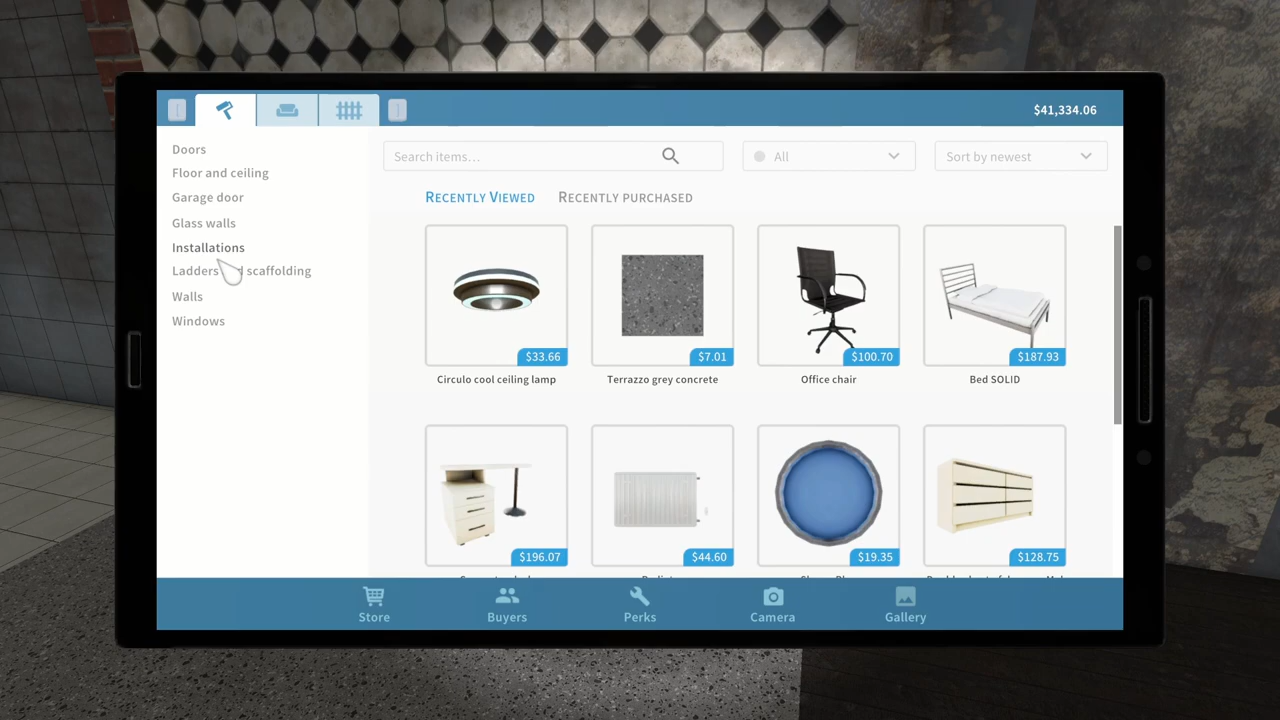 $41,334.06
Doors
Floor and ceiling
Garage door
Glass walls
Installations
Ladders scaffolding
Walls
Windows
Search items...
All
Sort by newest
RECENTLY VIEWED
RECENTLY PURCHASED
$33.66
$7.01
$100.70
$187.93
Circulo cool ceiling lamp
Terrazzo grey concrete
Office chair
Bed SOLID
$196.07
$44.60
$19.35
$128.75
Store
Buyers
Perks
Camera
Gallery